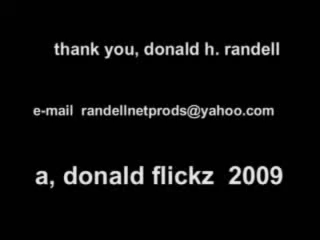 thank you, donald h. randell
e-mail  randellnetprods@yahoo.com
a, donald flickz  2009